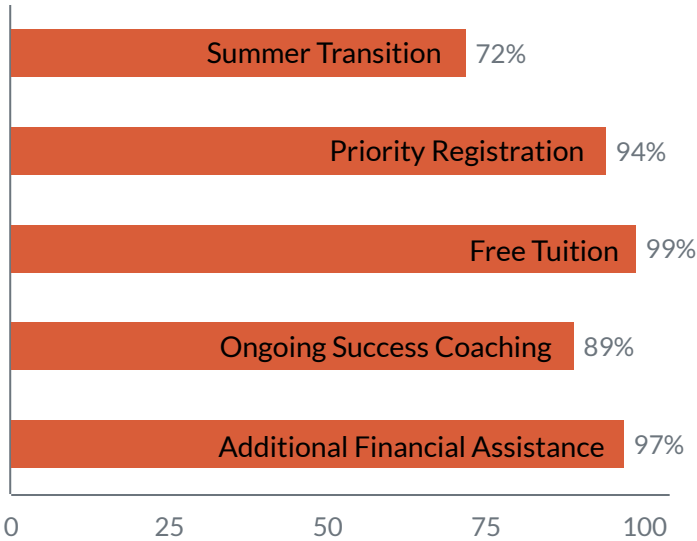 Summer Transition 72%
Priority Registration 94%
Free Tuition 99%
Ongoing Success Coaching 89%
Additional Financial Assistance 97%
0 25 50 75 100